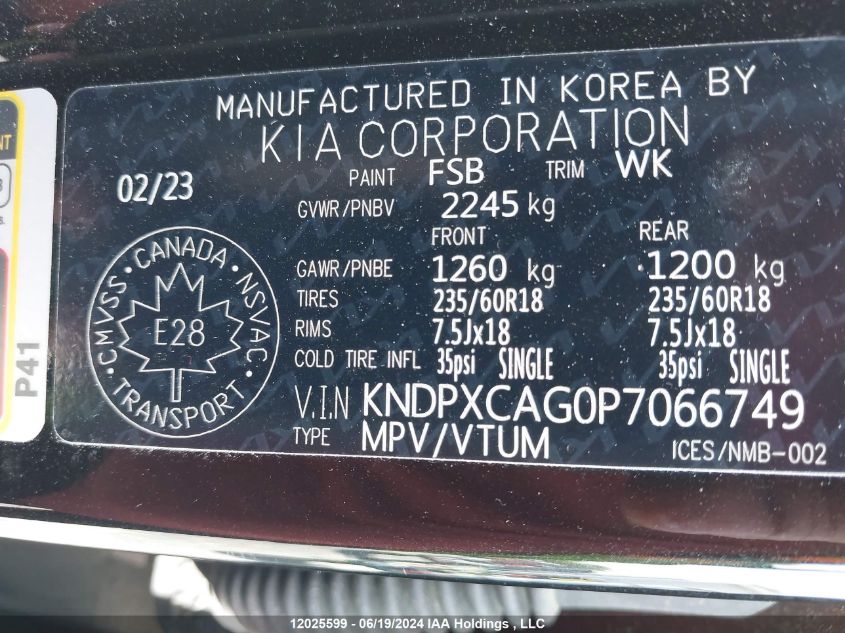 MANUFACTURED IN KOREA BY
KIA CORPORATION
02/23
PAINT FSB TRIM WK
GVWR/PNBV 2245 kg
FRONT REAR
GAWR/PNBE 1260 kg 1200 kg
TIRES 235/60R18 235/60R18
RIMS 7.5Jx18 7.5Jx18
COLD TIRE INFL 35psi SINGLE 35psi SINGLE
V.I.N KNDPXCAG0P7066749
TYPE MPV/VTUM
ICES/NMB-002
CMVSS • CANADA • NSVAC • TRANSPORT •
E28
P41
12025599 - 06/19/2024 IAA Holdings , LLC